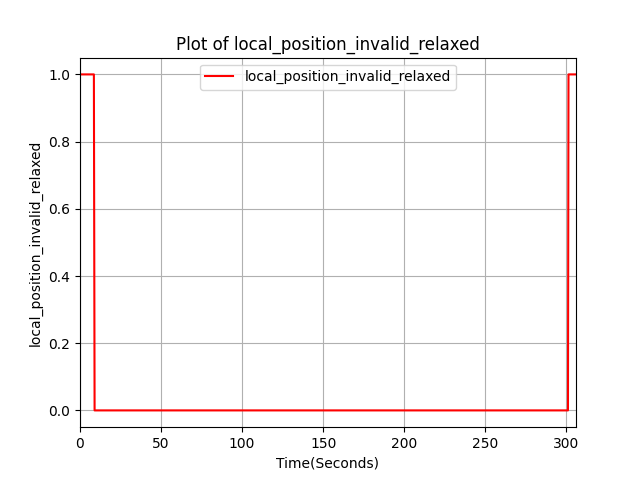 Plot of local_position_invalid_relaxed
local_position_invalid_relaxed
local_position_invalid_relaxed
1.0
0.8
0.6
0.4
0.2
0.0
0 50 100 150 200 250 300
Time(Seconds)